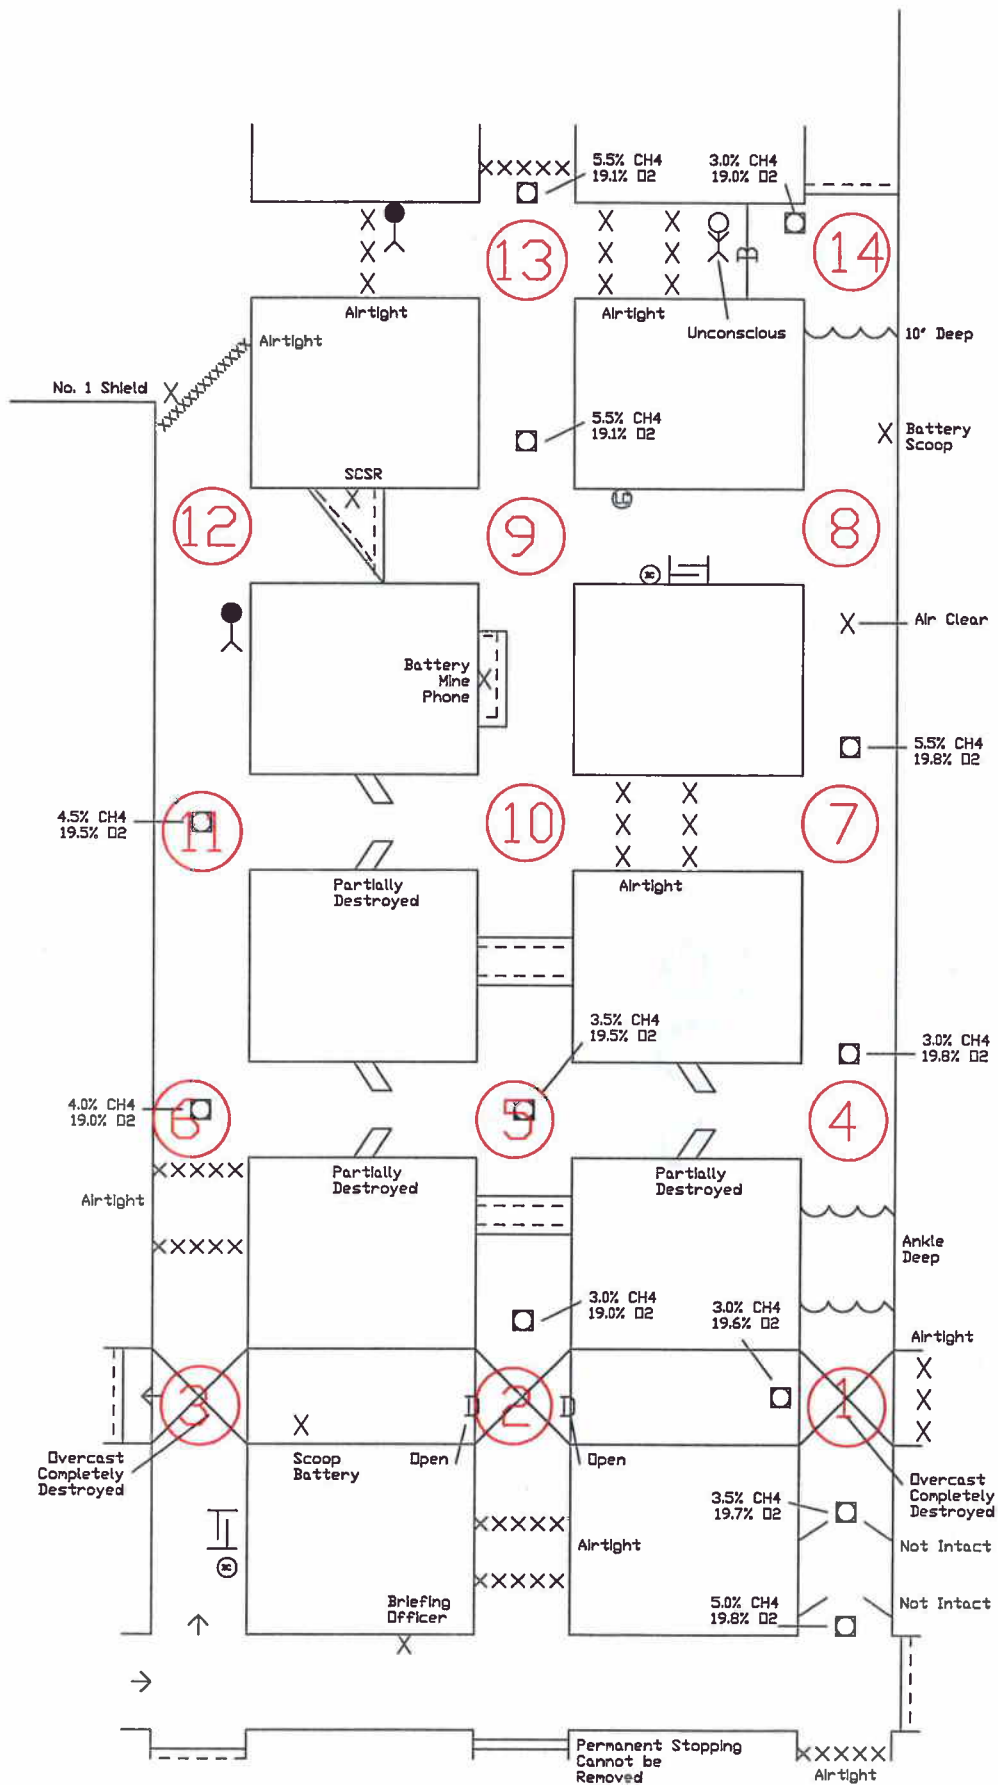 5.5% CH4
19.1% O2
3.0% CH4
19.0% O2
13
14
Airtight
Airtight
Unconscious
10" Deep
Airtight
No. 1 Shield
X
5.5% CH4
19.1% O2
X
Battery
Scoop
SCSR
X
12
9
8
X
Air Clear
Battery
Mine
Phone
X
5.5% CH4
19.8% O2
4.5% CH4
19.5% O2
11
10
7
Partially
Destroyed
Airtight
3.5% CH4
19.5% O2
3.0% CH4
19.8% O2
4.0% CH4
19.0% O2
6
5
4
Partially
Destroyed
Partially
Destroyed
Airtight
Ankle
Deep
3.0% CH4
19.0% O2
3.0% CH4
19.6% O2
Airtight
3
2
1
X
Overcast
Completely
Destroyed
Scoop
Battery
Open
Open
Overcast
Completely
Destroyed
3.5% CH4
19.7% O2
Airtight
Not Intact
Briefing
Officer
X
5.0% CH4
19.8% O2
Not Intact
Permanent Stopping
Cannot be
Removed
Airtight